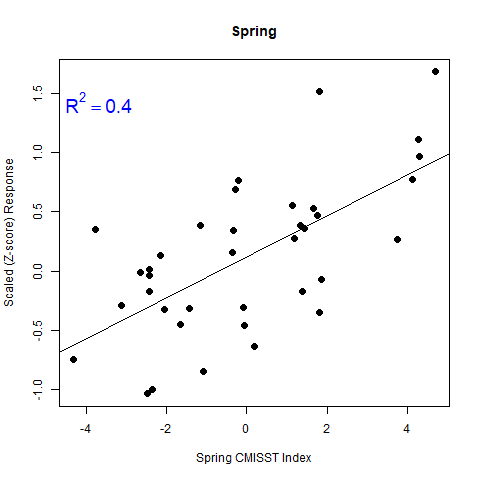 Spring
R² = 0.4
Scaled (Z-score) Response
1.5
1.0
0.5
0.0
-0.5
-1.0
-4 -2 0 2 4
Spring CMISST Index